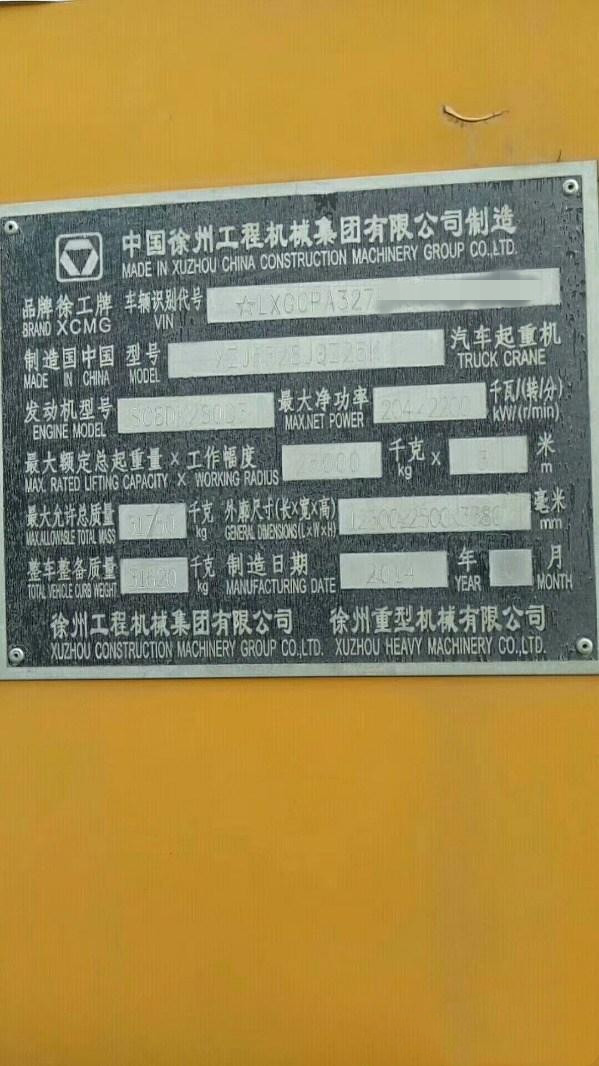 中国徐州工程机械集团有限公司制造
MADE IN XUZHOU CHINA CONSTRUCTION MACHINERY GROUP CO.,LTD.
品牌 徐工牌 车辆识别代号
BRAND XCMG VIN ☆LXGCPA327
制造国 中国 型号 汽车起重机
MADE IN CHINA MODEL TRUCK CRANE
发动机型号 最大净功率 204/2200 千瓦/(转/分)
ENGINE MODEL MAX.NET POWER kW/(r/min)
最大额定总起重量 × 工作幅度 25000 千克 × 3 米
MAX. RATED LIFTING CAPACITY × WORKING RADIUS kg m
最大允许总质量 千克 外廓尺寸(长×宽×高) 毫米
MAX.ALLOWABLE TOTAL MASS kg GENERAL DIMENSIONS(L×W×H) mm
整车整备质量 31620 千克 制造日期 2014 年 月
TOTAL VEHICLE CURB WEIGHT kg MANUFACTURING DATE YEAR MONTH
徐州工程机械集团有限公司 徐州重型机械有限公司
XUZHOU CONSTRUCTION MACHINERY GROUP CO.,LTD. XUZHOU HEAVY MACHINERY CO.,LTD.